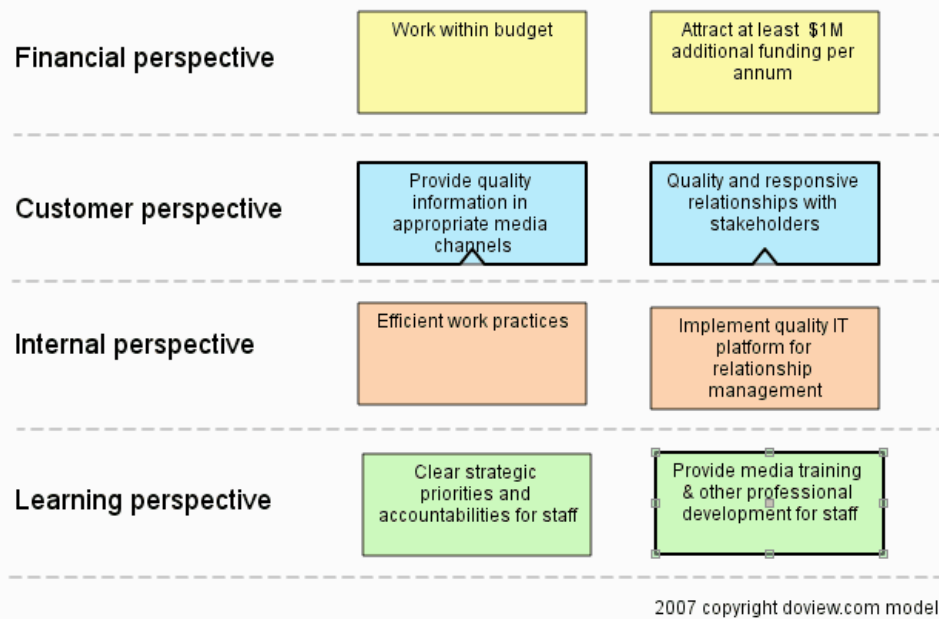 Financial perspective
Work within budget
Attract at least $1M
additional funding per
annum
Customer perspective
Provide quality
information in
appropriate media
channels
Quality and responsive
relationships with
stakeholders
Internal perspective
Efficient work practices
Implement quality IT
platform for
relationship
management
Learning perspective
Clear strategic
priorities and
accountabilities for staff
Provide media training
& other professional
development for staff
2007 copyright doview.com model